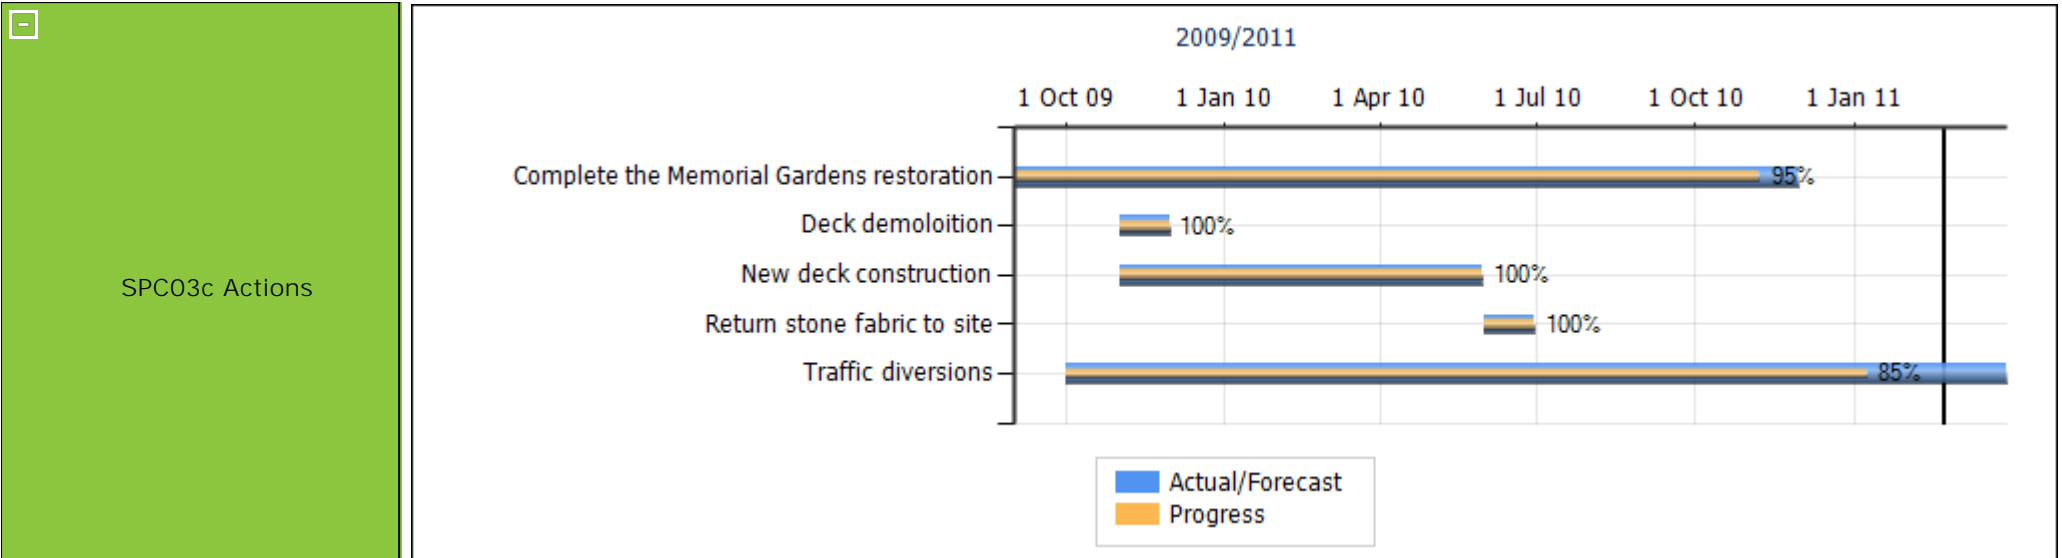 SPC03c Actions
2009/2011
1 Oct 09 1 Jan 10 1 Apr 10 1 Jul 10 1 Oct 10 1 Jan 11
Complete the Memorial Gardens restoration 95%
Deck demoloition 100%
New deck construction 100%
Return stone fabric to site 100%
Traffic diversions 85%
Actual/Forecast
Progress